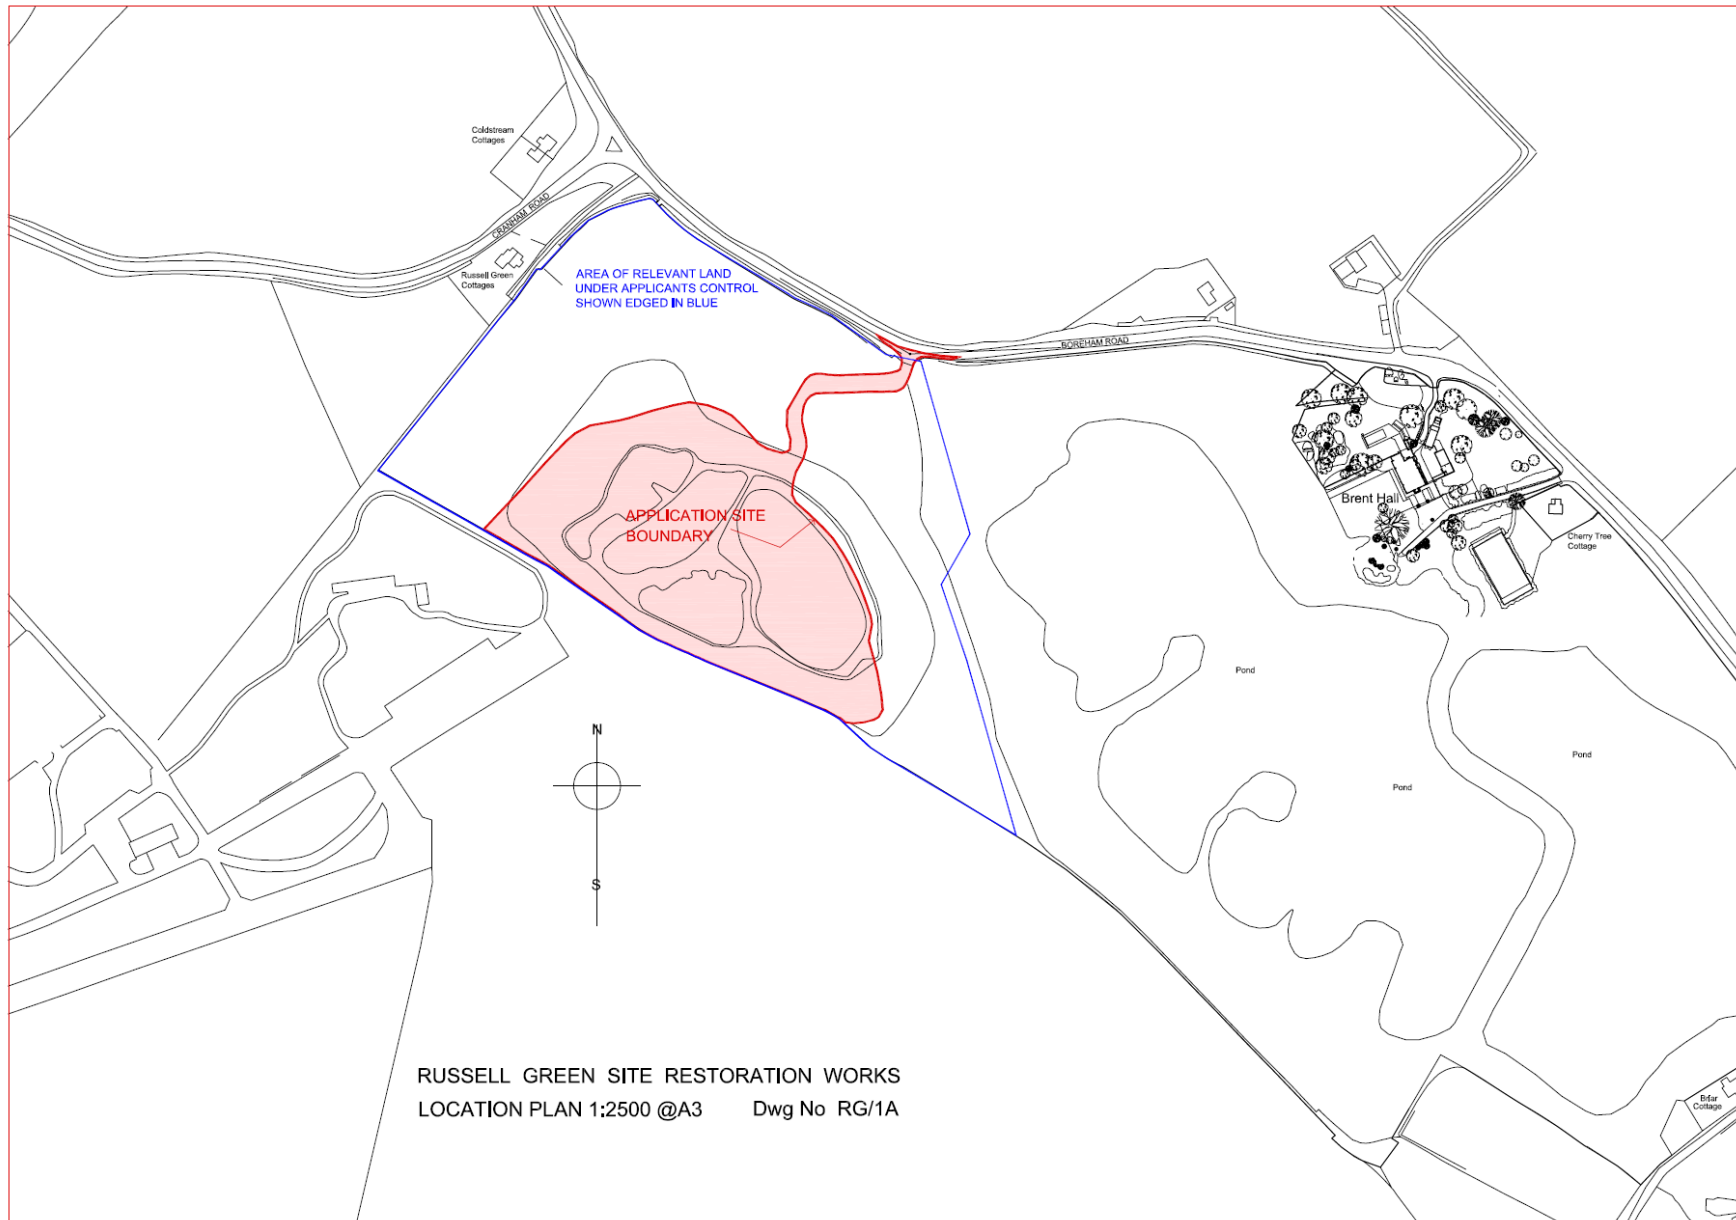 Coldstream
Cottages
CRANHAM ROAD
Russell Green
Cottages
AREA OF RELEVANT LAND
UNDER APPLICANTS CONTROL
SHOWN EDGED IN BLUE
BOREHAM ROAD
APPLICATION SITE
BOUNDARY
Brent Hall
Cherry Tree
Cottage
Pond
Pond
Pond
N
S
RUSSELL GREEN SITE RESTORATION WORKS
LOCATION PLAN 1:2500 @A3 Dwg No RG/1A
Briar
Cottage